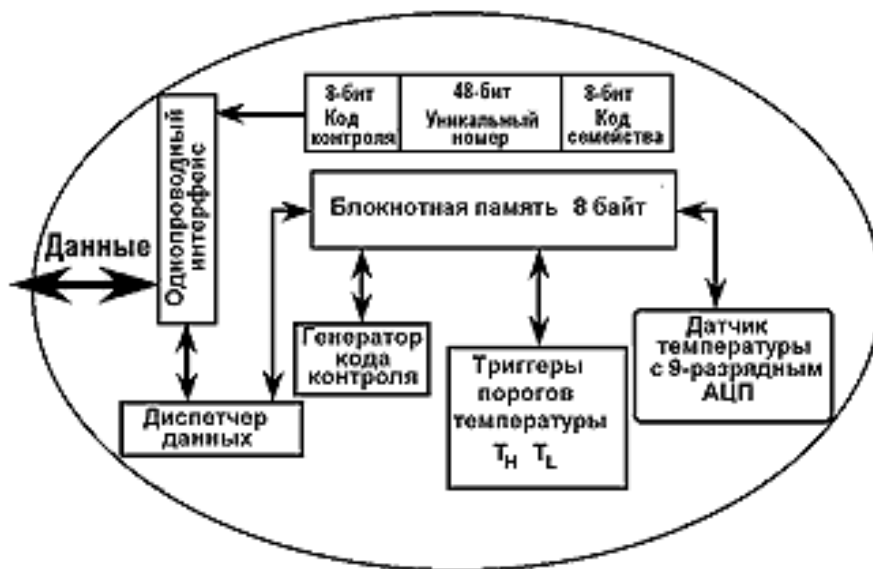 8-бит
Код
контроля
48-бит
Уникальный
номер
8-бит
Код
семейства
Однопроводный
интерфейс
Блокнотная память 8 байт
Данные
Генератор
кода
контроля
Датчик
температуры
с 9-разрядным
АЦП
Триггеры
порогов
температуры
TH TL
Диспетчер
данных